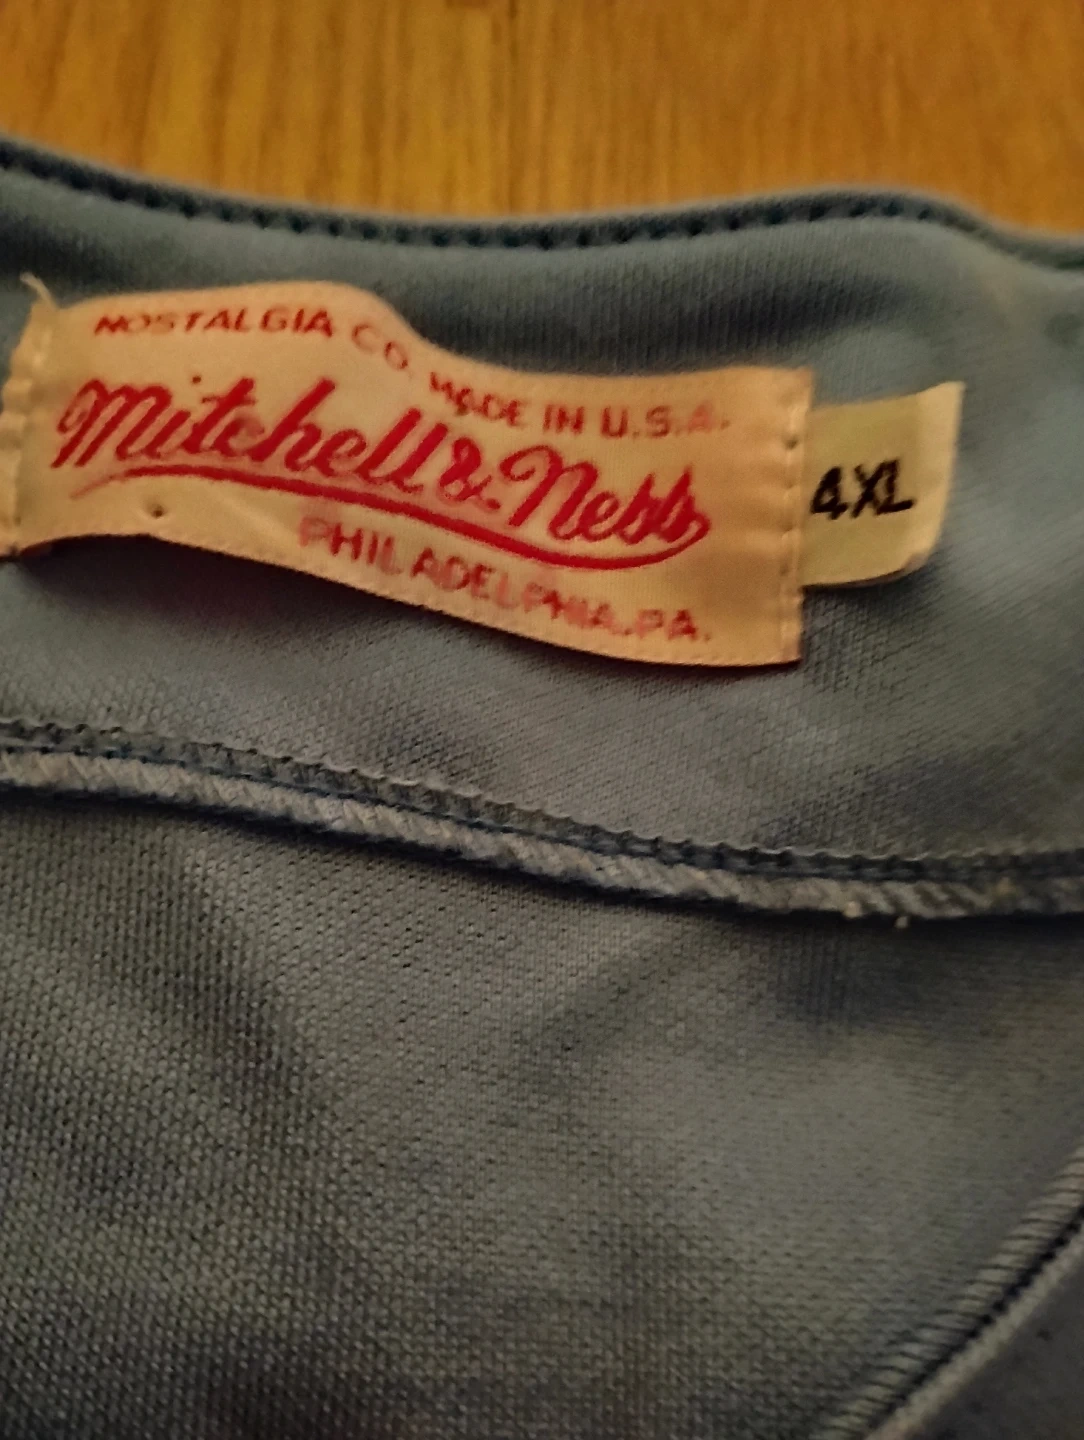 NOSTALGIA CO. MADE IN U.S.A.
Mitchell & Ness
PHILADELPHIA, PA.
4XL